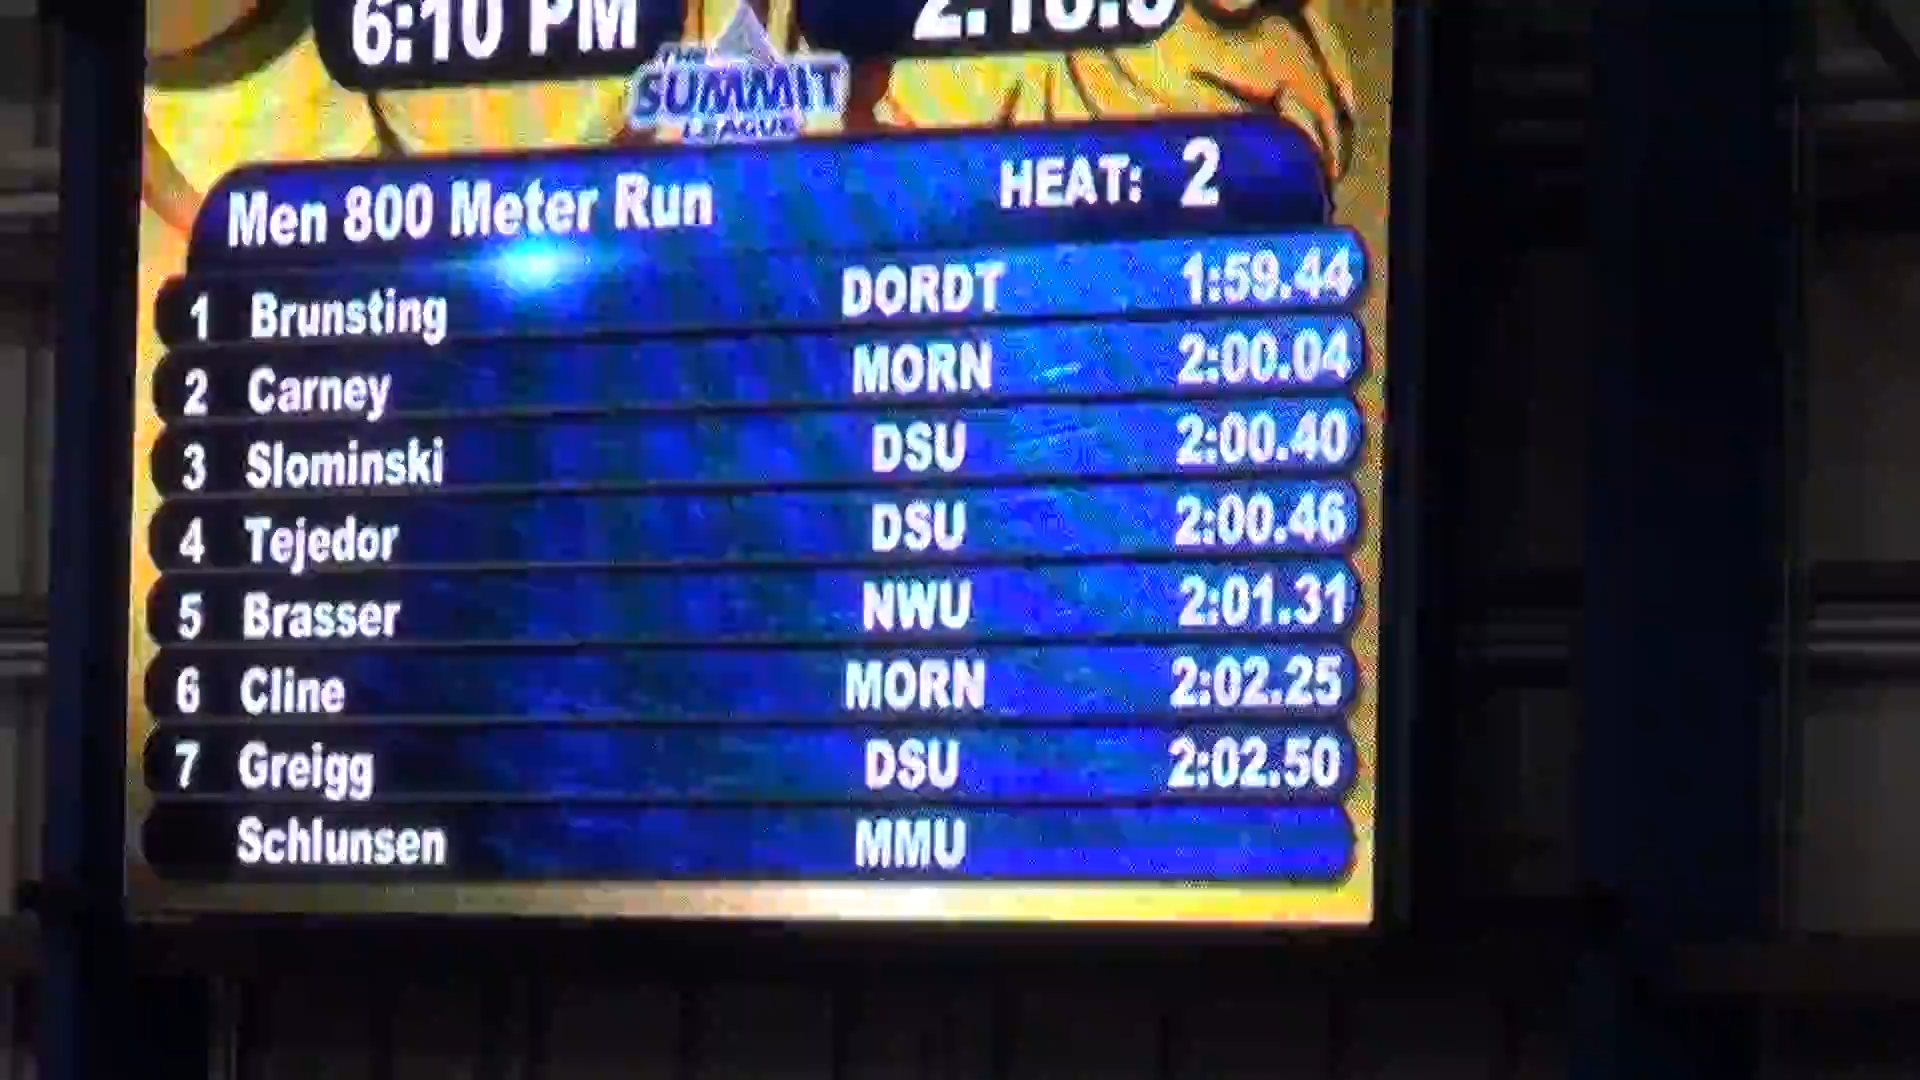 6:10 PM
THE
SUMMIT
LEAGUE
Men 800 Meter Run HEAT: 2
1 Brunsting DORDT 1:59.44
2 Carney MORN 2:00.04
3 Slominski DSU 2:00.40
4 Tejedor DSU 2:00.46
5 Brasser NWU 2:01.31
6 Cline MORN 2:02.25
7 Greigg DSU 2:02.50
Schlunsen MMU